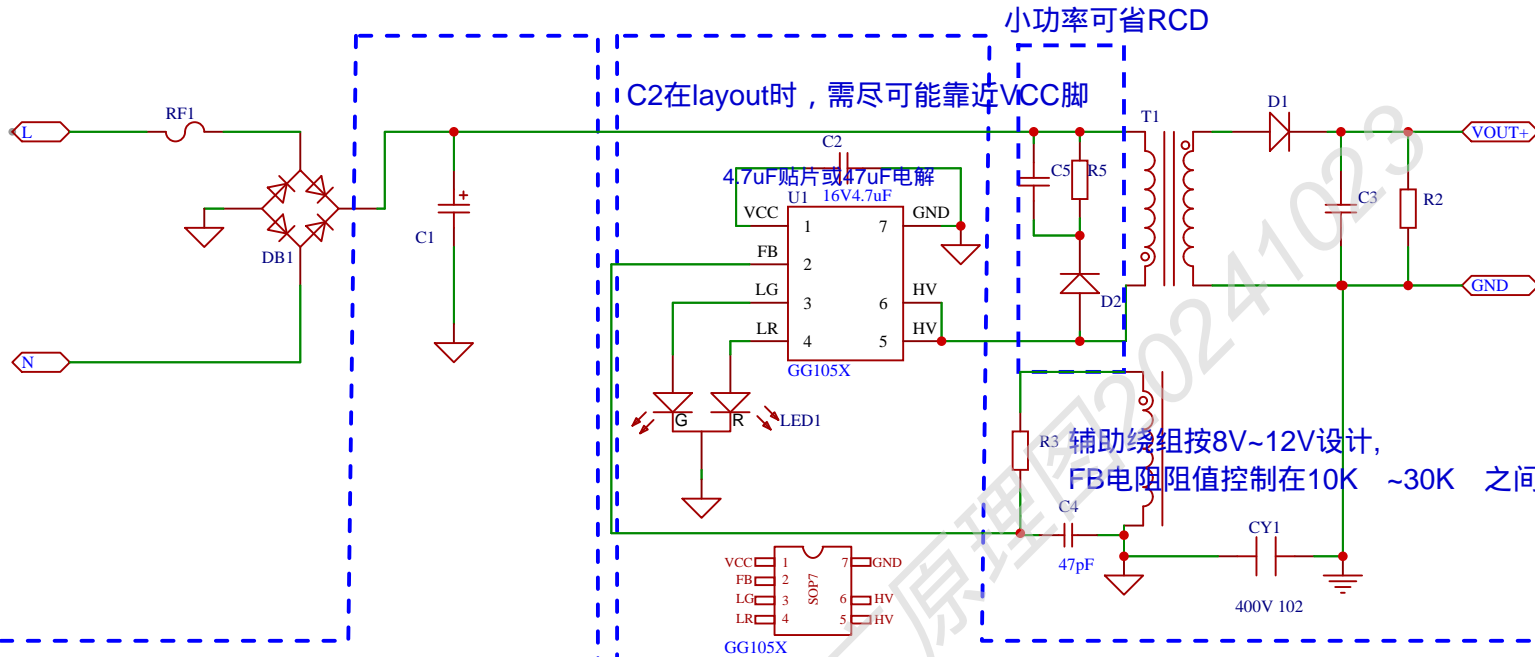 小功率可省RCD
C2在layout时，需尽可能靠近VCC脚
L
RF1
DB1
N
C1
C2
4.7uF贴片或47uF电解
16V4.7uF
U1
VCC 1
FB 2
LG 3
LR 4
7 GND
6 HV
5 HV
GG105X
G
R
LED1
C5
R5
D2
T1
D1
C3
R2
VOUT+
GND
R3
辅助绕组按8V~12V设计,
FB电阻阻值控制在10K ~30K 之间
C4
47pF
CY1
400V 102
VCC 1
FB 2
LG 3
LR 4
SOP7
7 GND
6 HV
5 HV
GG105X
原理图20241023